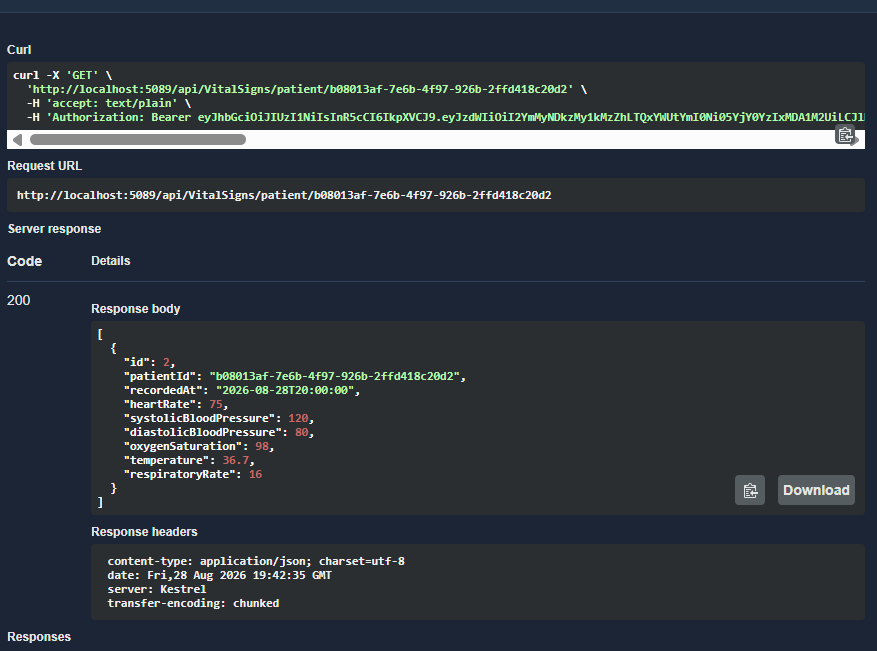 Curl
curl -X 'GET' \
'http://localhost:5089/api/VitalSigns/patient/b08013af-7e6b-4f97-926b-2ffd418c20d2' \
-H 'accept: text/plain' \
-H 'Authorization: Bearer
Request URL
http://localhost:5089/api/VitalSigns/patient/b08013af-7e6b-4f97-926b-2ffd418c20d2
Server response
Code Details
200
Response body
[
{
"id": 2,
"patientId": "b08013af-7e6b-4f97-926b-2ffd418c20d2",
"recordedAt": "2026-08-28T20:00:00",
"heartRate": 75,
"systolicBloodPressure": 120,
"diastolicBloodPressure": 80,
"oxygenSaturation": 98,
"temperature": 36.7,
"respiratoryRate": 16
}
]
Download
Response headers
content-type: application/json; charset=utf-8
date: Fri,28 Aug 2026 19:42:35 GMT
server: Kestrel
transfer-encoding: chunked
Responses